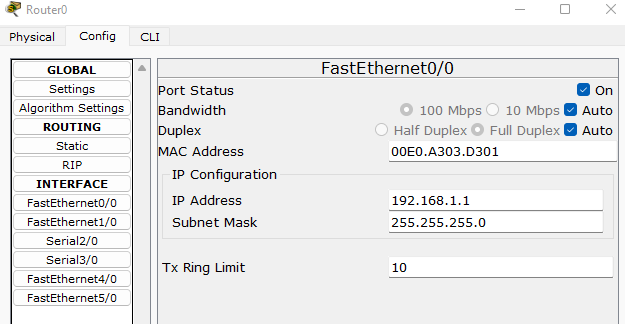 Router0
Physical Config CLI
GLOBAL
Settings
Algorithm Settings
ROUTING
Static
RIP
INTERFACE
FastEthernet0/0
FastEthernet1/0
Serial2/0
Serial3/0
FastEthernet4/0
FastEthernet5/0
FastEthernet0/0
Port Status On
Bandwidth 100 Mbps 10 Mbps Auto
Duplex Half Duplex Full Duplex Auto
MAC Address 00E0.A303.D301
IP Configuration
IP Address 192.168.1.1
Subnet Mask 255.255.255.0
Tx Ring Limit 10